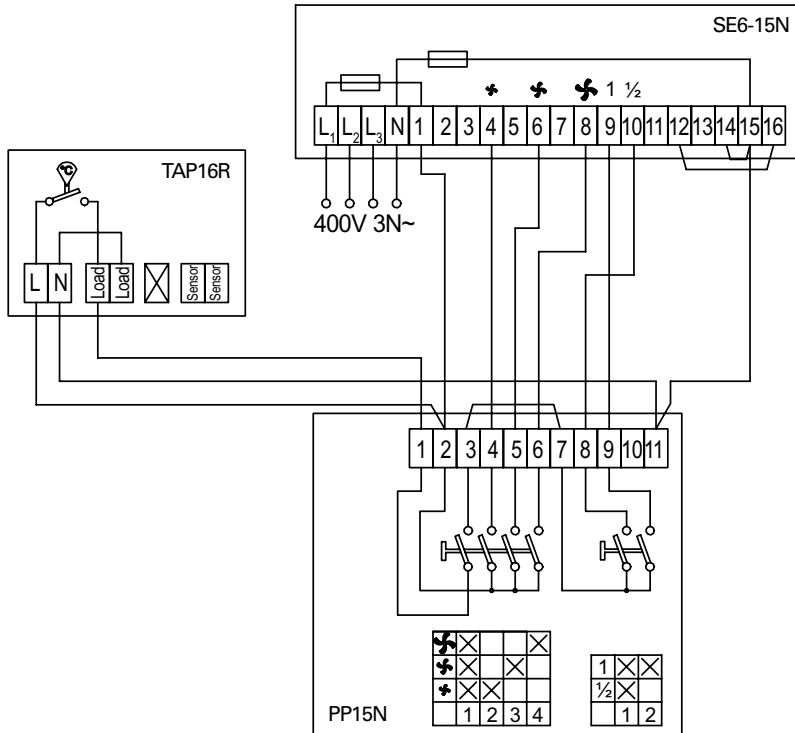 SE6-15N
1 ½
L1 L2 L3 N 1 2 3 4 5 6 7 8 9 10 11 12 13 14 15 16
400V 3N~
TAP16R
°C
L N Load Load Sensor Sensor
1 2 3 4 5 6 7 8 9 10 11
1
½
1 2 3 4
1 2
PP15N